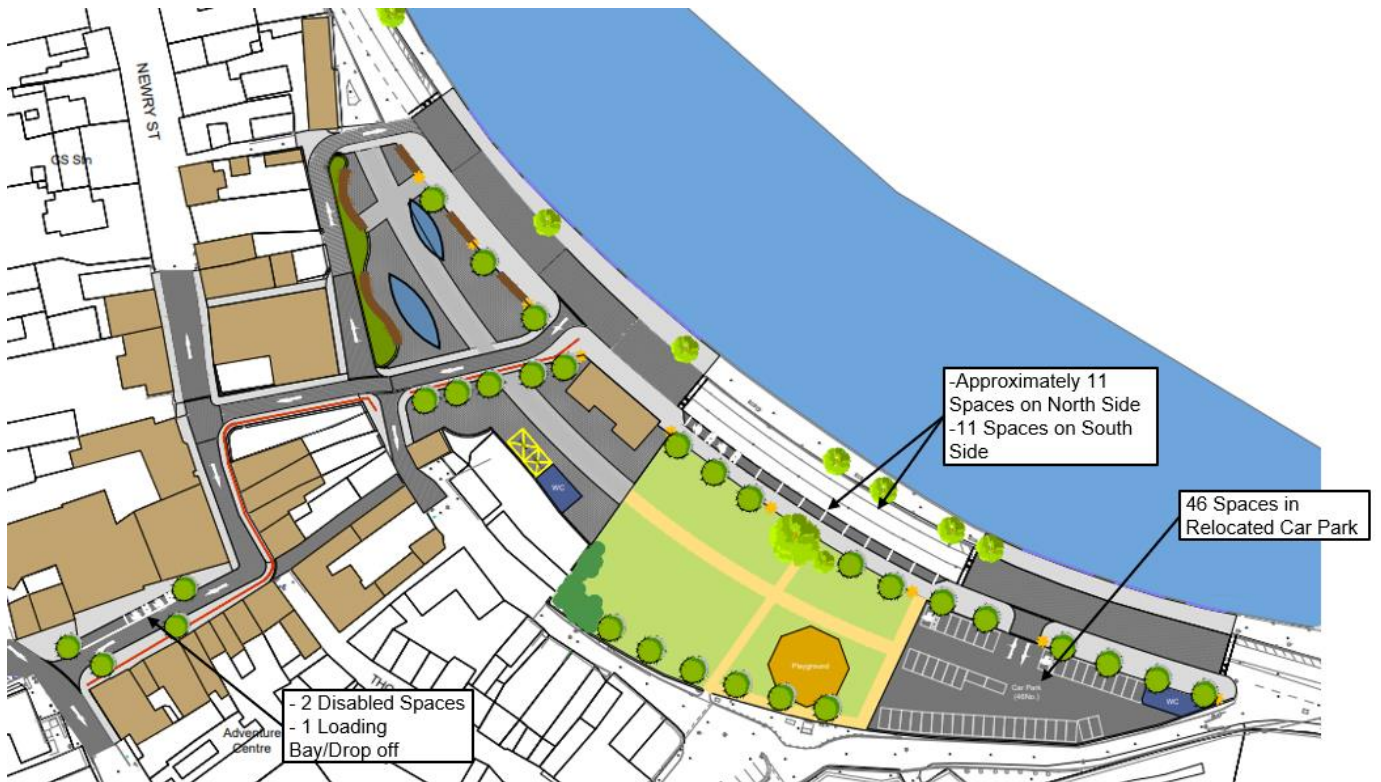 NEWRY ST
GS Stn
-Approximately 11
Spaces on North Side
-11 Spaces on South
Side
46 Spaces in
Relocated Car Park
WC
Playground
Car Park
(46No.)
WC
- 2 Disabled Spaces
- 1 Loading
Bay/Drop off
Adventure
Centre
THO